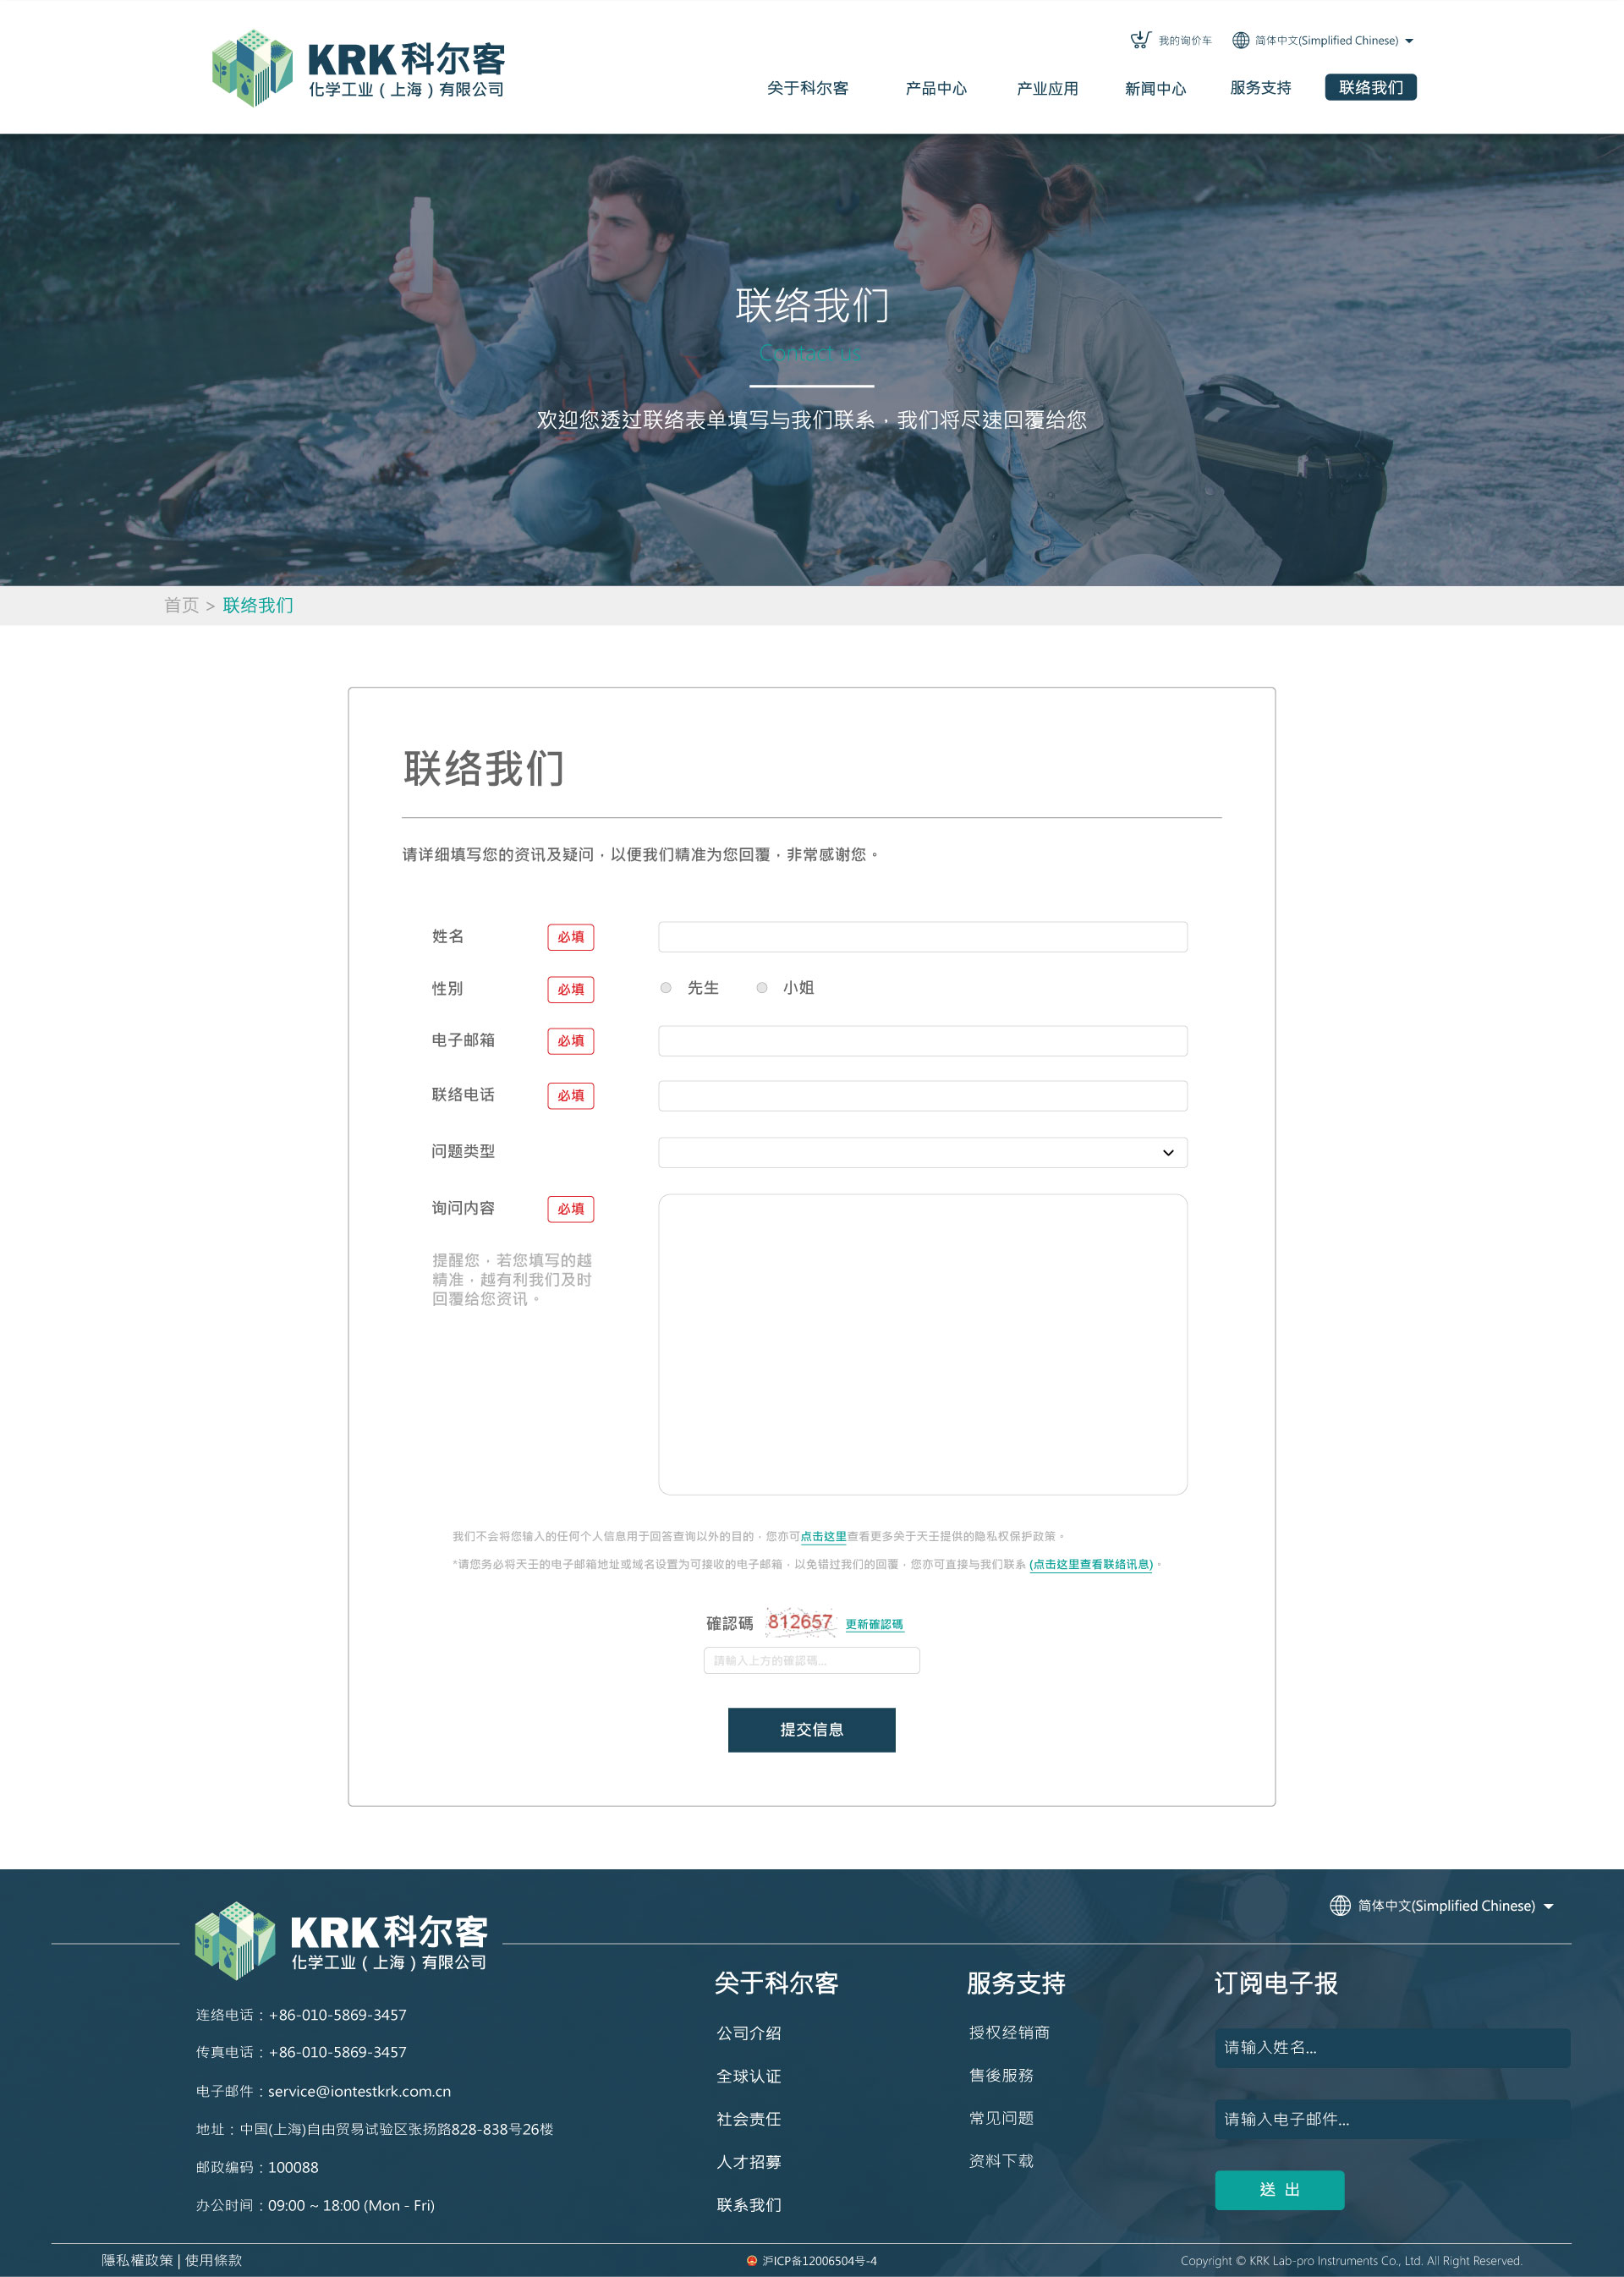 KRK科尔客
化学工业（上海）有限公司
我的询价车
简体中文(Simplified Chinese)
关于科尔客
产品中心
产业应用
新闻中心
服务支持
联络我们
联络我们
Contact us
欢迎您透过联络表单填写与我们联系，我们将尽速回覆给您
首页 > 联络我们
联络我们
请详细填写您的资讯及疑问，以便我们精准为您回覆，非常感谢您。
姓名 必填
性別 必填 先生 小姐
电子邮箱 必填
联络电话 必填
问题类型
询问内容 必填
提醒您，若您填写的越
精准，越有利我们及时
回覆给您资讯。
我们不会将您输入的任何个人信息用于回答查询以外的目的，您亦可点击这里查看更多关于天王提供的隐私权保护政策。
*请您务必将天王的电子邮箱地址或域名设置为可接收的电子邮箱，以免错过我们的回覆，您亦可直接与我们联系 (点击这里查看联络讯息)。
確認碼 812657 更新確認碼
請輸入上方的確認碼...
提交信息
简体中文(Simplified Chinese)
KRK科尔客
化学工业（上海）有限公司
连络电话：+86-010-5869-3457
传真电话：+86-010-5869-3457
电子邮件：service@iontestkrk.com.cn
地址：中国(上海)自由贸易试验区张扬路828-838号26楼
邮政编码：100088
办公时间：09:00 ~ 18:00 (Mon - Fri)
关于科尔客
公司介绍
全球认证
社会责任
人才招募
联系我们
服务支持
授权经销商
售後服務
常见问题
资料下载
订阅电子报
请输入姓名...
请输入电子邮件...
送 出
隱私權政策 | 使用條款
沪ICP备12006504号-4
Copyright © KRK Lab-pro Instruments Co., Ltd. All Right Reserved.